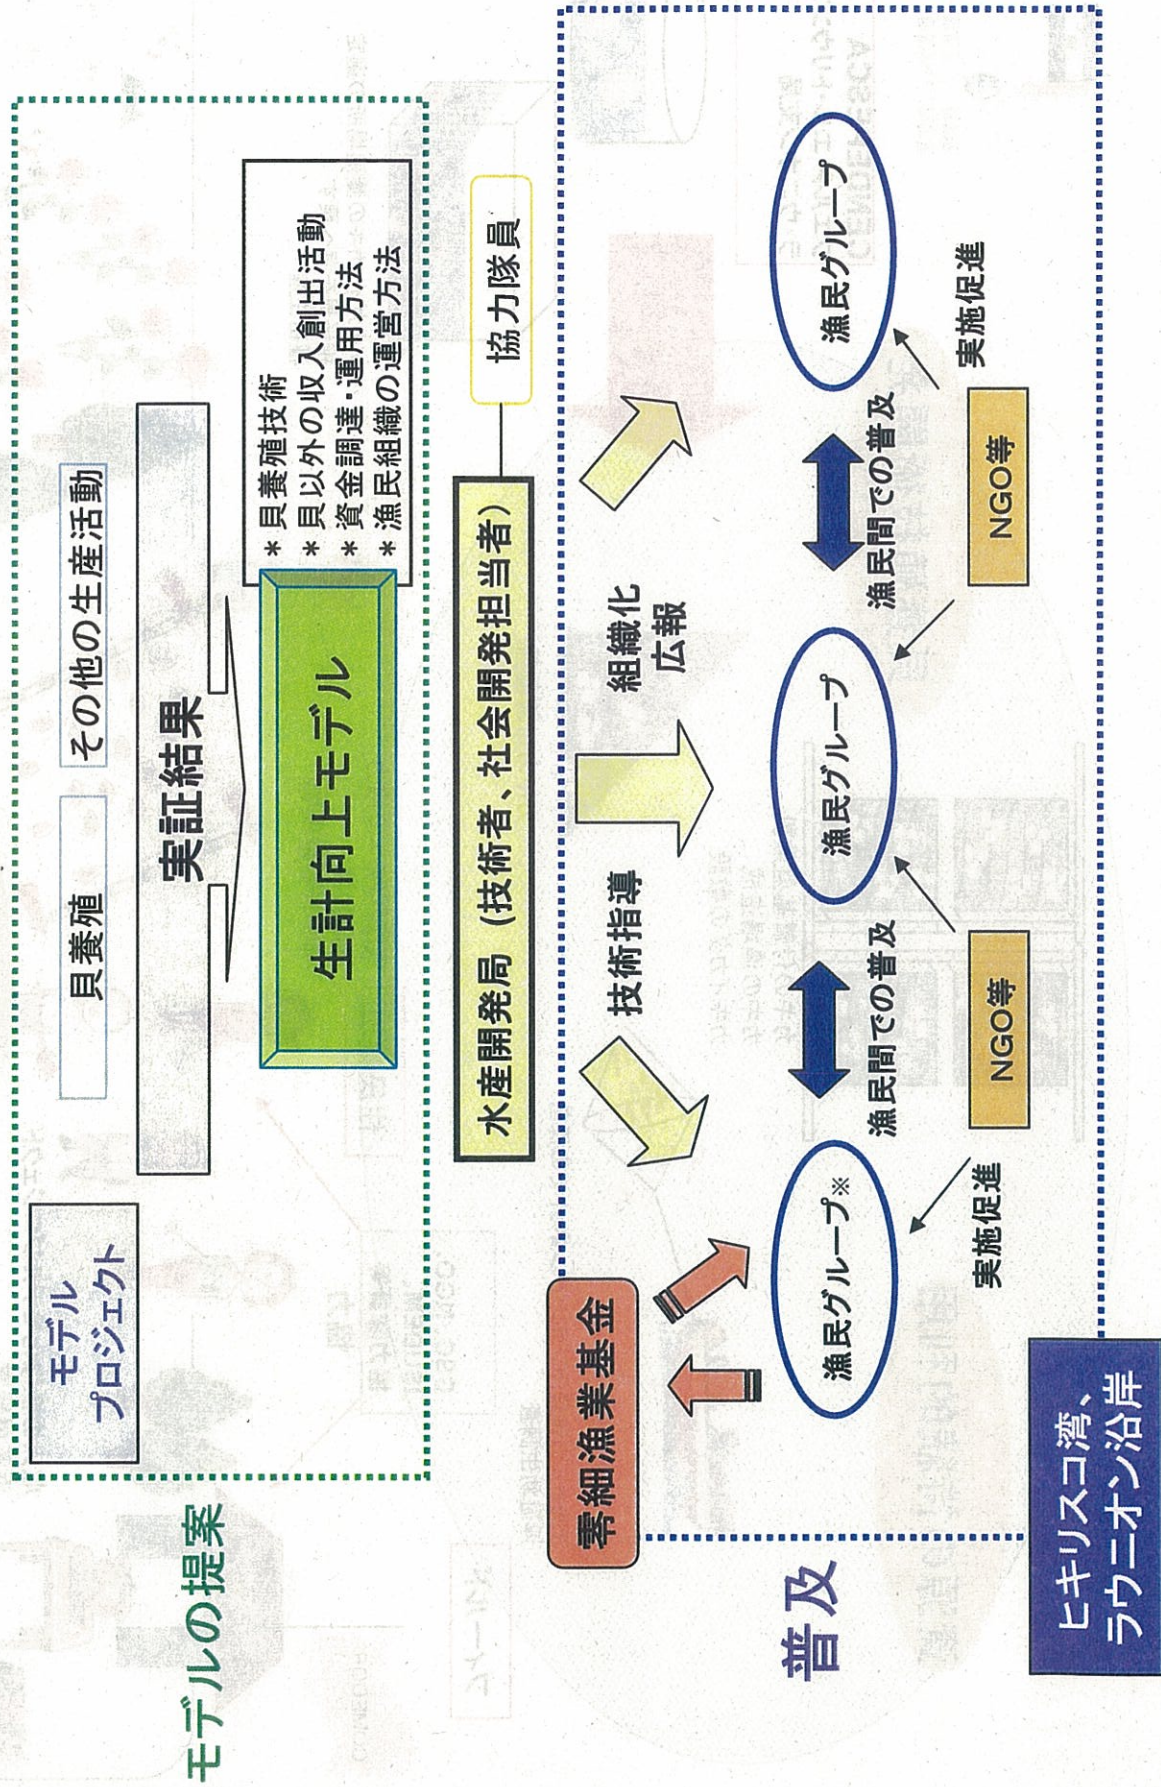 モデルの提案
モデル
プロジェクト
貝養殖
その他の生産活動
実証結果
生計向上モデル
＊貝養殖技術
＊貝以外の収入創出活動
＊資金調達・運用方法
＊漁民組織の運営方法
水産開発局 (技術者、社会開発担当者)
協力隊員
普及
零細漁業基金
技術指導
組織化
広報
漁民グループ※
漁民間での普及
漁民グループ
漁民間での普及
漁民グループ
実施促進
NGO等
NGO等
実施促進
ヒキリスコ湾、
ラウニオン沿岸